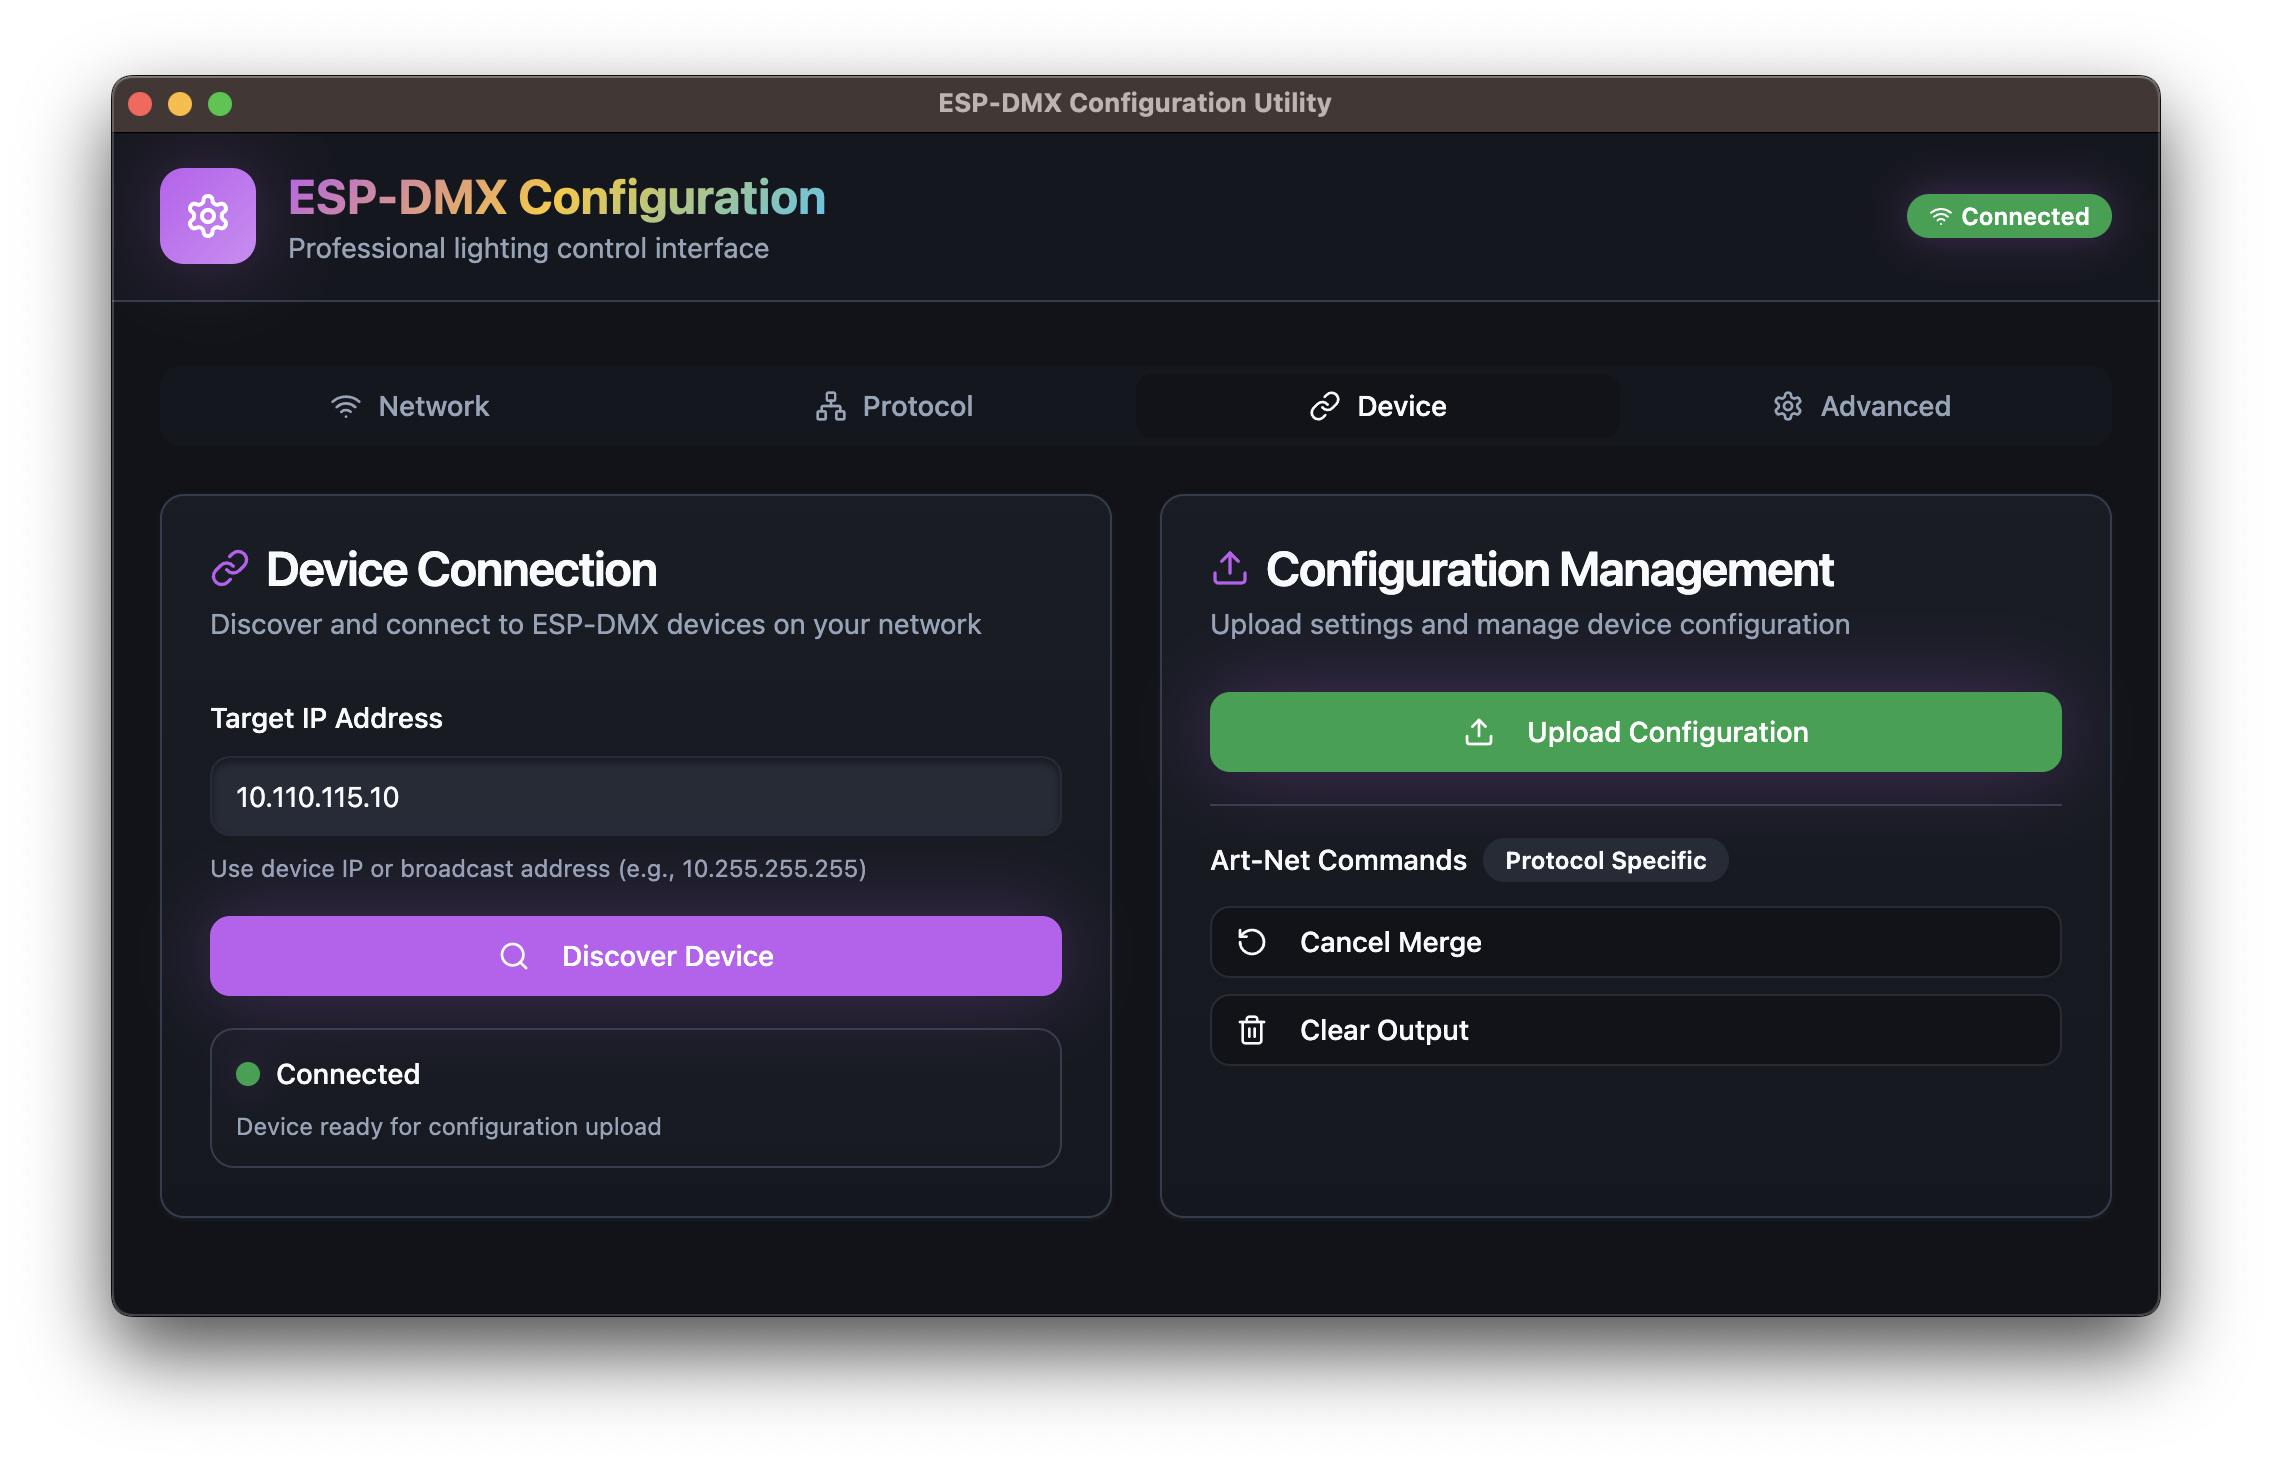 ESP-DMX Configuration Utility
ESP-DMX Configuration
Professional lighting control interface
Connected
Network
Protocol
Device
Advanced
Device Connection
Discover and connect to ESP-DMX devices on your network
Target IP Address
10.110.115.10
Use device IP or broadcast address (e.g., 10.255.255.255)
Discover Device
Connected
Device ready for configuration upload
Configuration Management
Upload settings and manage device configuration
Upload Configuration
Art-Net Commands
Protocol Specific
Cancel Merge
Clear Output